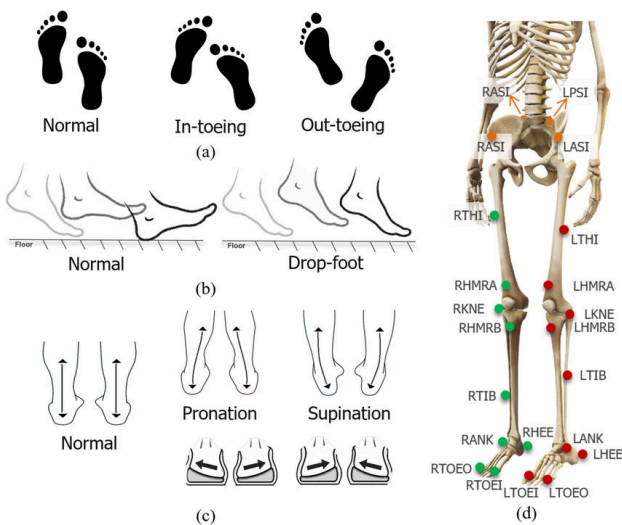 Normal
In-toeing
Out-toeing
(a)
Floor
Floor
Normal
Drop-foot
(b)
Normal
Pronation
Supination
(c)
RASI
LPSI
RASI
LASI
RTHI
LTHI
RHMRA
LHMRA
RKNE
LKNE
RHMRB
LHMRB
RTIB
LTIB
RANK
RHEE
LANK
LHEE
RTOEO
RTOEI
LTOEI
LTOEO
(d)